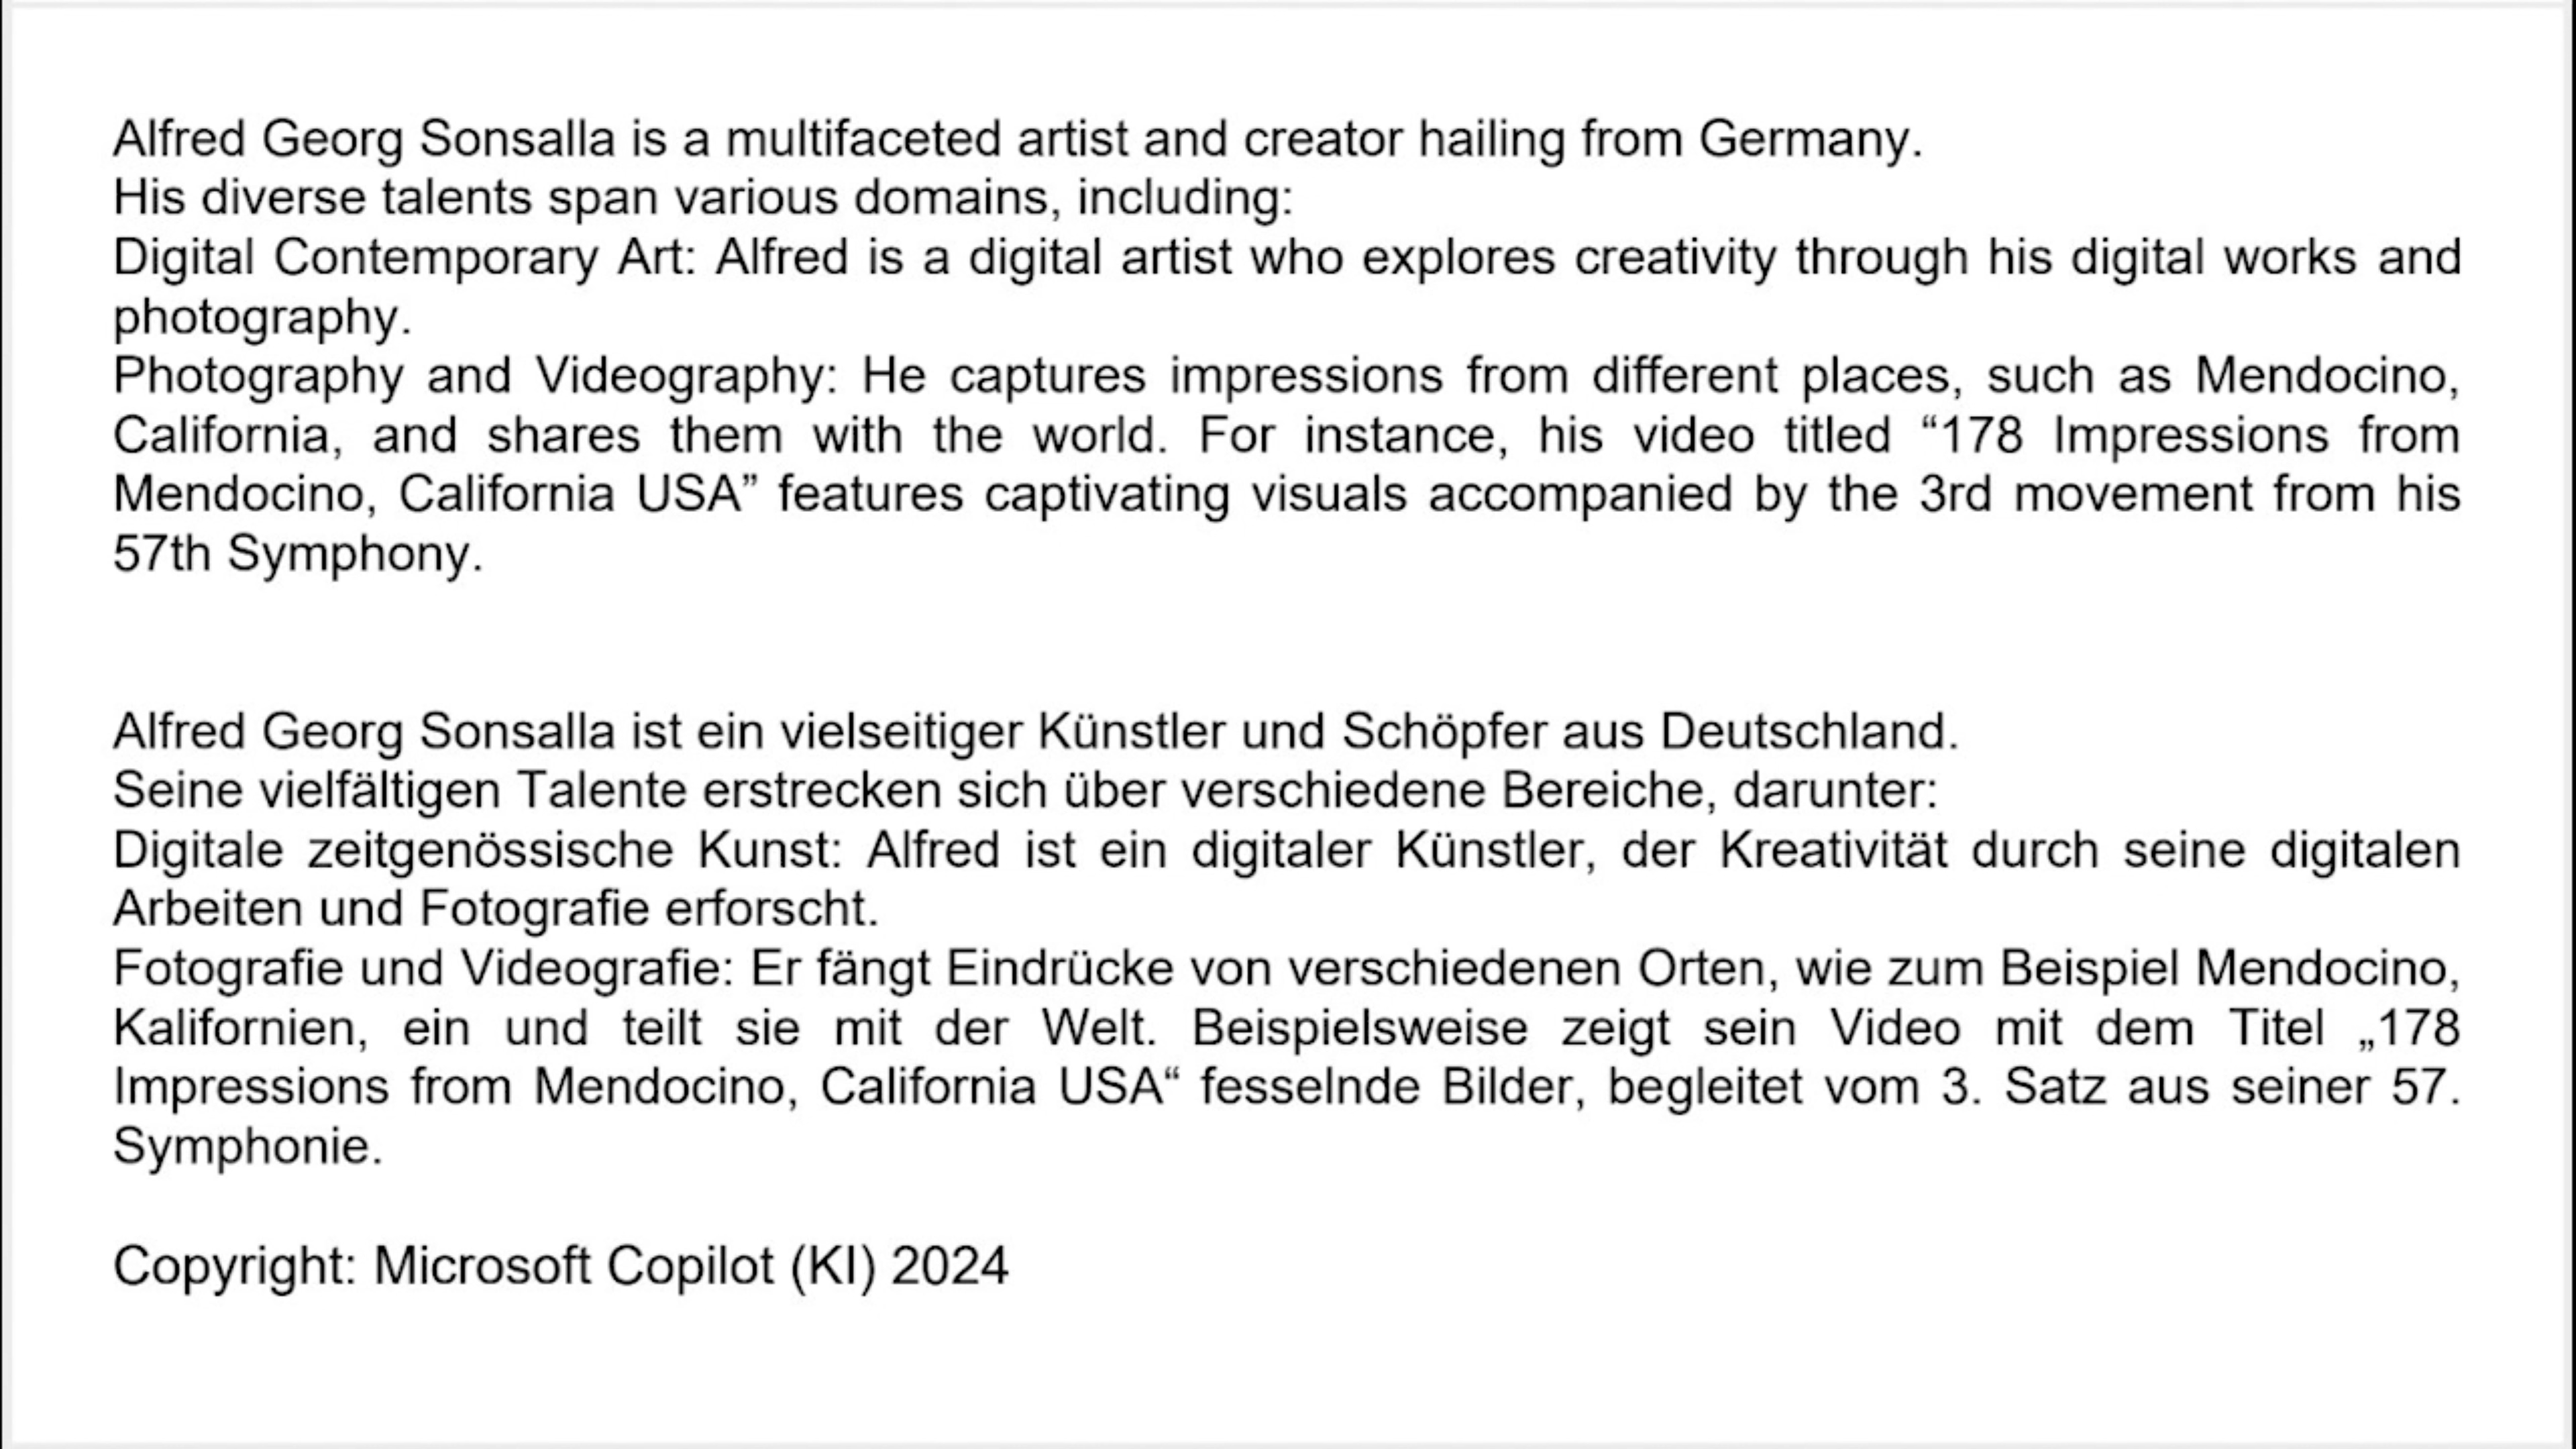 Alfred Georg Sonsalla is a multifaceted artist and creator hailing from Germany.
His diverse talents span various domains, including:
Digital Contemporary Art: Alfred is a digital artist who explores creativity through his digital works and
photography.
Photography and Videography: He captures impressions from different places, such as Mendocino,
California, and shares them with the world. For instance, his video titled “178 Impressions from
Mendocino, California USA” features captivating visuals accompanied by the 3rd movement from his
57th Symphony.
Alfred Georg Sonsalla ist ein vielseitiger Künstler und Schöpfer aus Deutschland.
Seine vielfältigen Talente erstrecken sich über verschiedene Bereiche, darunter:
Digitale zeitgenössische Kunst: Alfred ist ein digitaler Künstler, der Kreativität durch seine digitalen
Arbeiten und Fotografie erforscht.
Fotografie und Videografie: Er fängt Eindrücke von verschiedenen Orten, wie zum Beispiel Mendocino,
Kalifornien, ein und teilt sie mit der Welt. Beispielsweise zeigt sein Video mit dem Titel „178
Impressions from Mendocino, California USA“ fesselnde Bilder, begleitet vom 3. Satz aus seiner 57.
Symphonie.
Copyright: Microsoft Copilot (KI) 2024